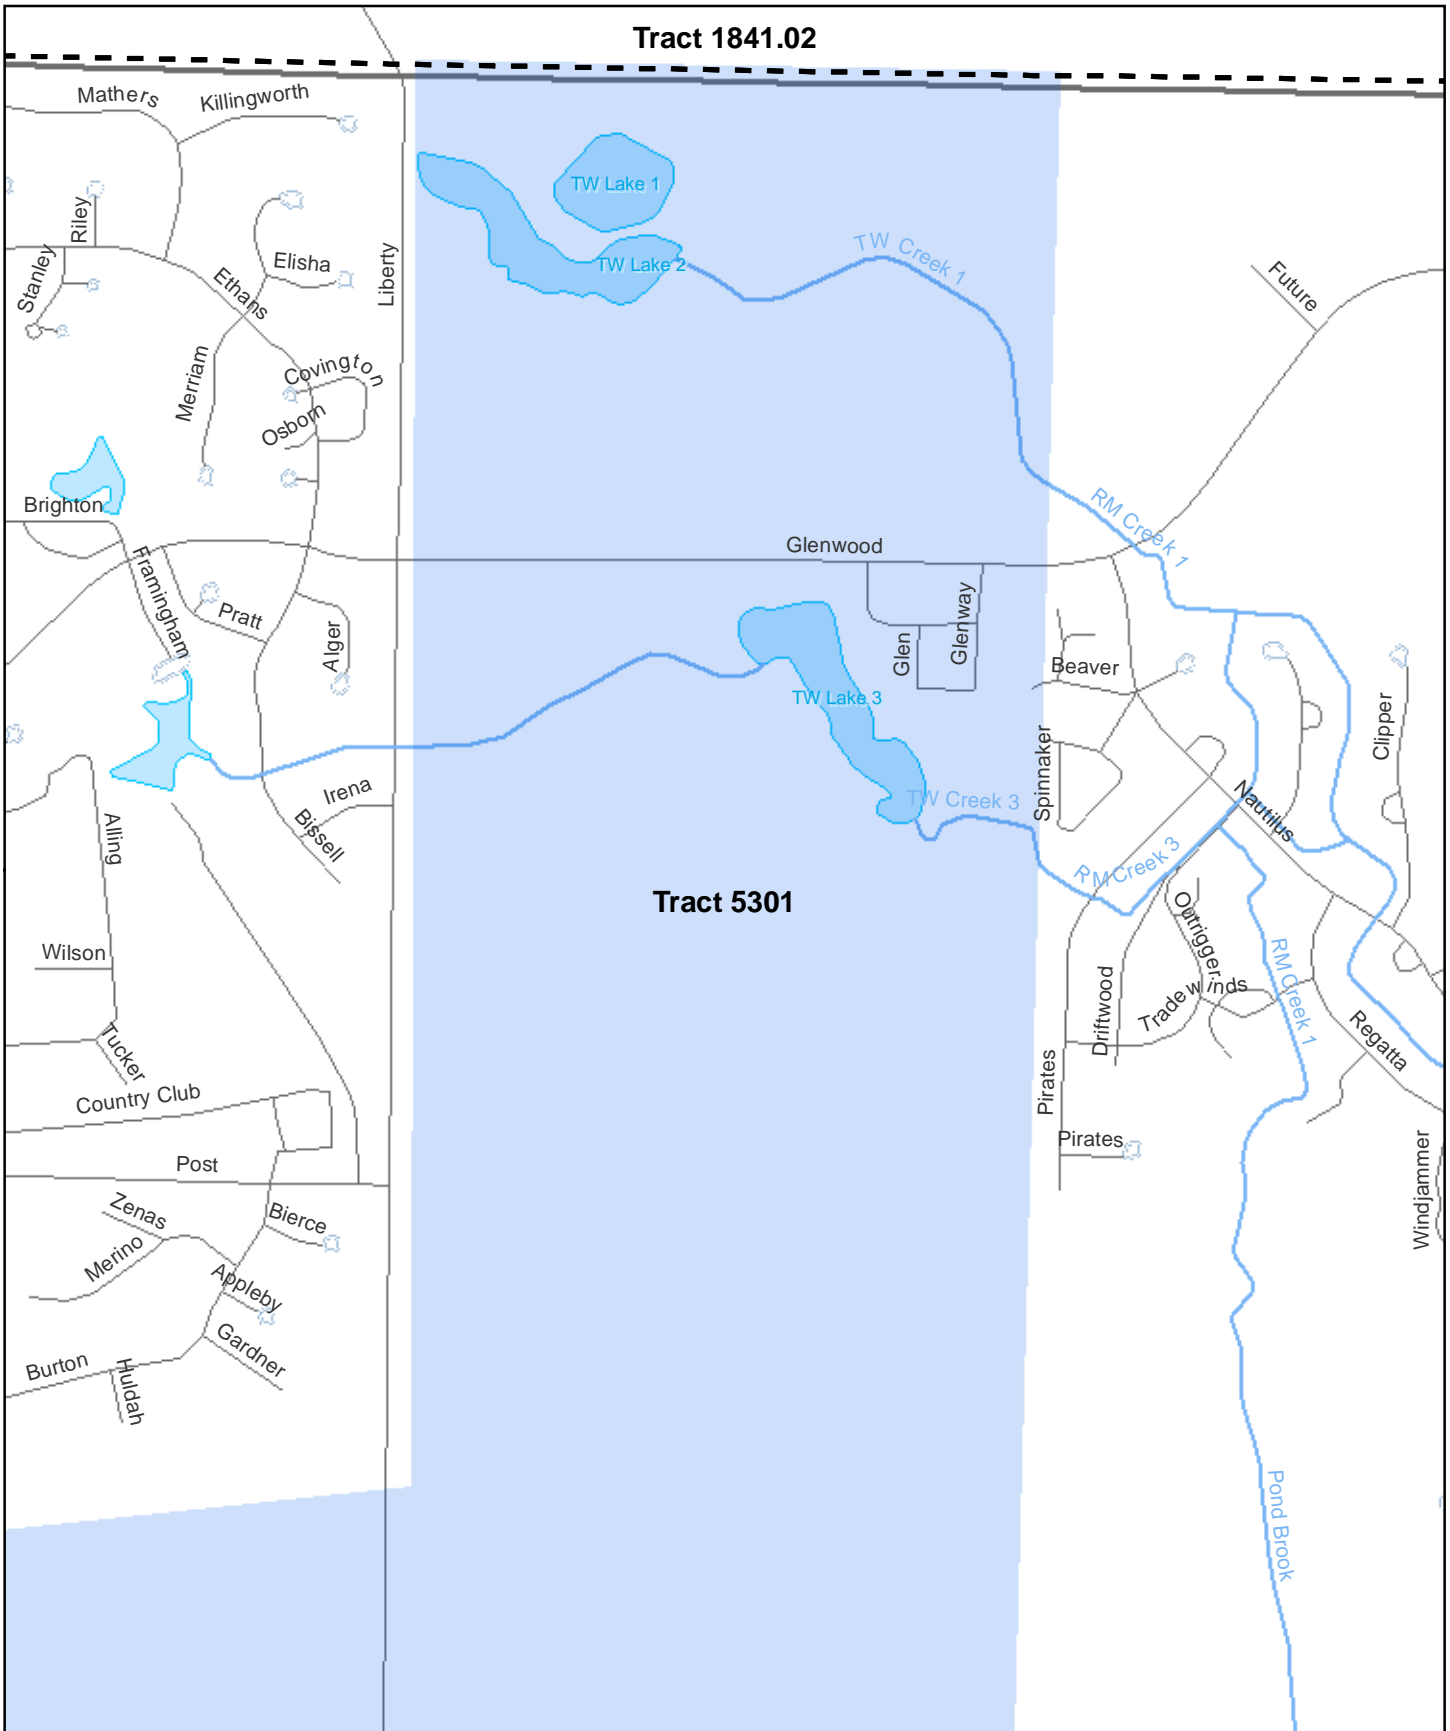 Tract 1841.02
Mathers
Killingworth
TW Lake 1
Riley
Stanley
Elisha
Ethans
Liberty
TW Lake 2
TW Creek 1
Future
Merriam
Covington
Osborn
Brighton
RM Creek 1
Glenwood
Framingham
Pratt
Alger
Glen
Glenway
Beaver
TW Lake 3
Clipper
Spinnaker
TW Creek 3
Nautilus
Irena
Bissell
Alling
RM Creek 3
Tract 5301
Outrigger
Wilson
RM Creek 1
Driftwood
Tradewinds
Tucker
Regatta
Pirates
Country Club
Pirates
Post
Windjammer
Zenas
Bierce
Merino
Appleby
Gardner
Burton
Huldah
Pond Brook